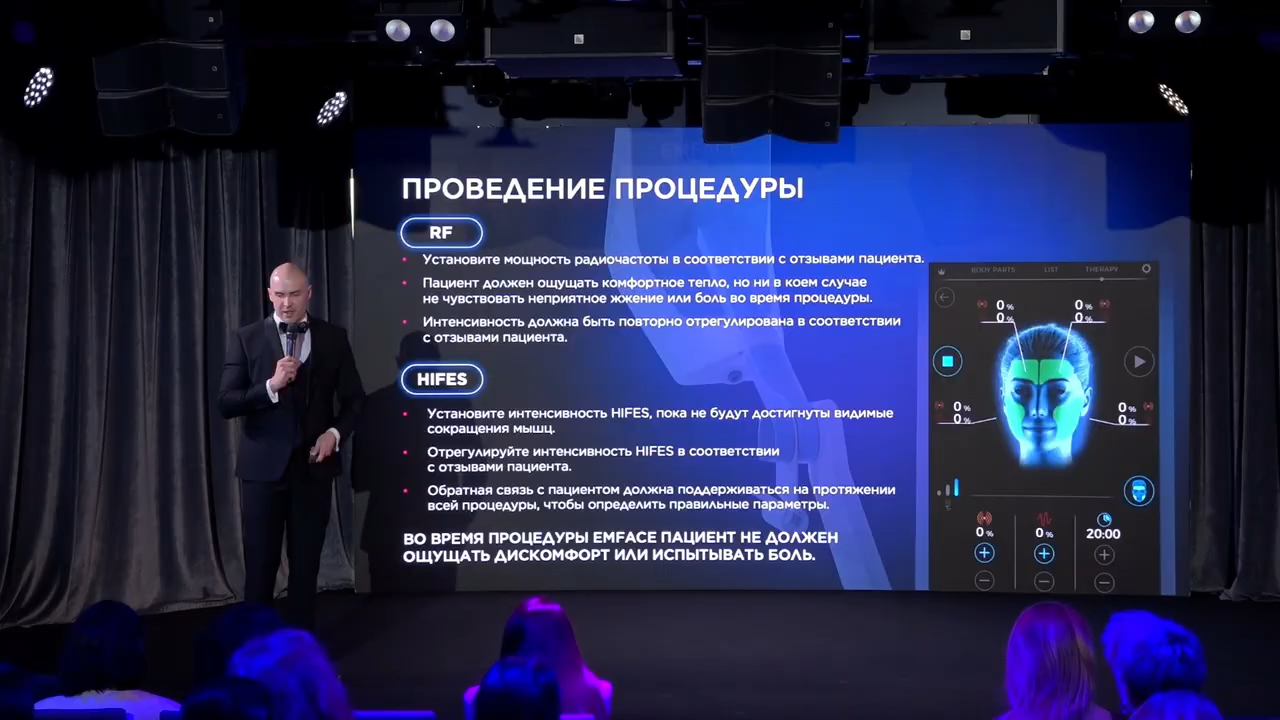 ПРОВЕДЕНИЕ ПРОЦЕДУРЫ
RF
• Установите мощность радиочастоты в соответствии с отзывами пациента.
• Пациент должен ощущать комфортное тепло, но ни в коем случае
не чувствовать неприятное жжение или боль во время процедуры.
• Интенсивность должна быть повторно отрегулирована в соответствии
с отзывами пациента.
HIFES
• Установите интенсивность HIFES, пока не будут достигнуты видимые
сокращения мышц.
• Отрегулируйте интенсивность HIFES в соответствии
с отзывами пациента.
• Обратная связь с пациентом должна поддерживаться на протяжении
всей процедуры, чтобы определить правильные параметры.
ВО ВРЕМЯ ПРОЦЕДУРЫ EMFACE ПАЦИЕНТ НЕ ДОЛЖЕН
ОЩУЩАТЬ ДИСКОМФОРТ ИЛИ ИСПЫТЫВАТЬ БОЛЬ.
BODY PARTS LIST THERAPY
0 % 0 %
0 % 0 %
0 % 0 %
0 % 0 %
0 % 0 % 20:00